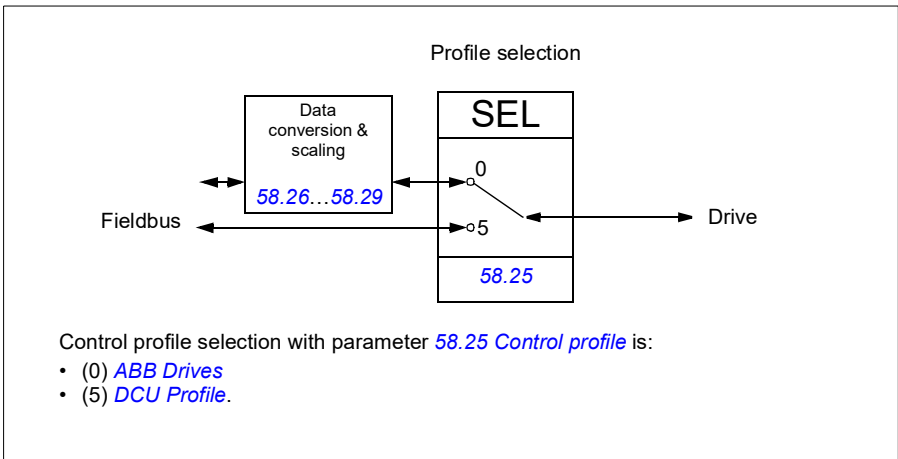 Profile selection
Data
conversion &
scaling
58.26…58.29
SEL
0
5
58.25
Fieldbus
Drive
Control profile selection with parameter 58.25 Control profile is:
• (0) ABB Drives
• (5) DCU Profile.